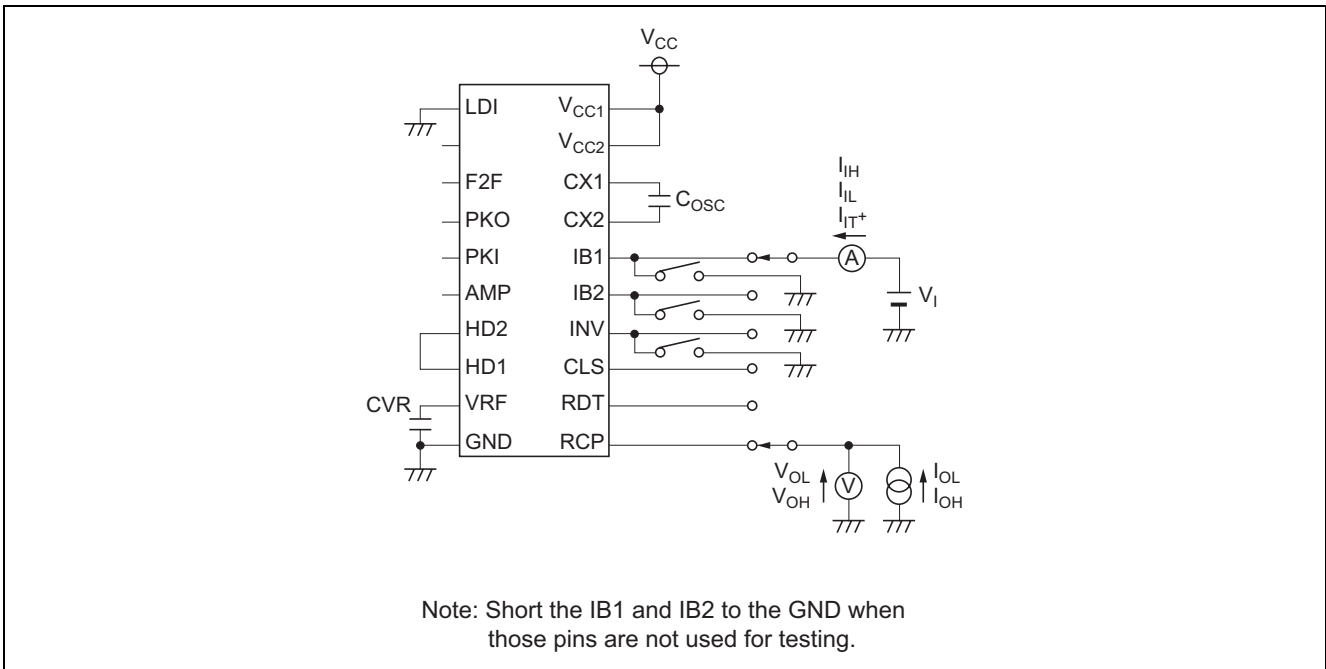 VCC
LDI VCC1
VCC2
F2F CX1
COSC
PKO CX2
IIH
IIL
IIT+
PKI IB1
A
AMP IB2
VI
HD2 INV
HD1 CLS
CVR
VRF RDT
GND RCP
VOL
VOH
V
IOL
IOH
Note: Short the IB1 and IB2 to the GND when
those pins are not used for testing.